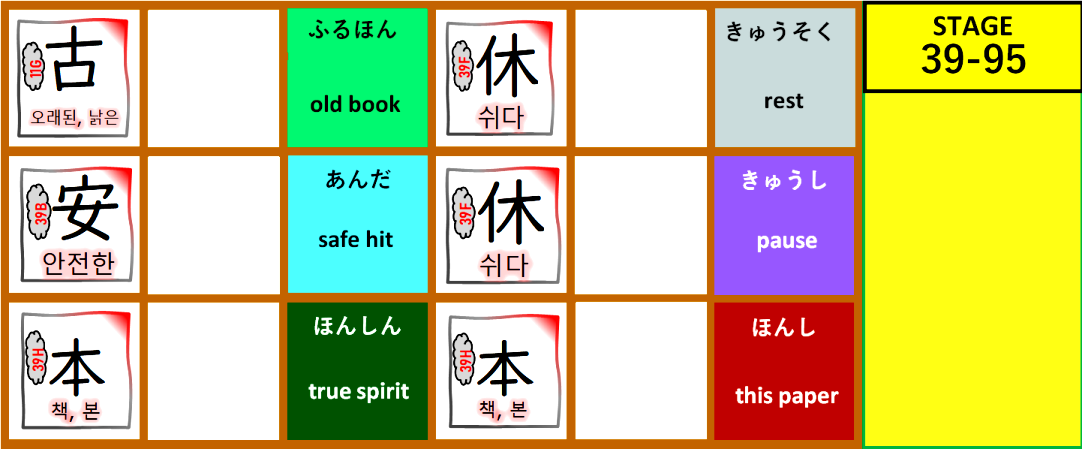 古
11G
오래된, 낡은
ふるほん
old book
休
39F
쉬다
きゅうそく
rest
STAGE
39-95
安
39B
안전한
あんだ
safe hit
休
39F
쉬다
きゅうし
pause
本
39H
책, 본
ほんしん
true spirit
本
39H
책, 본
ほんし
this paper